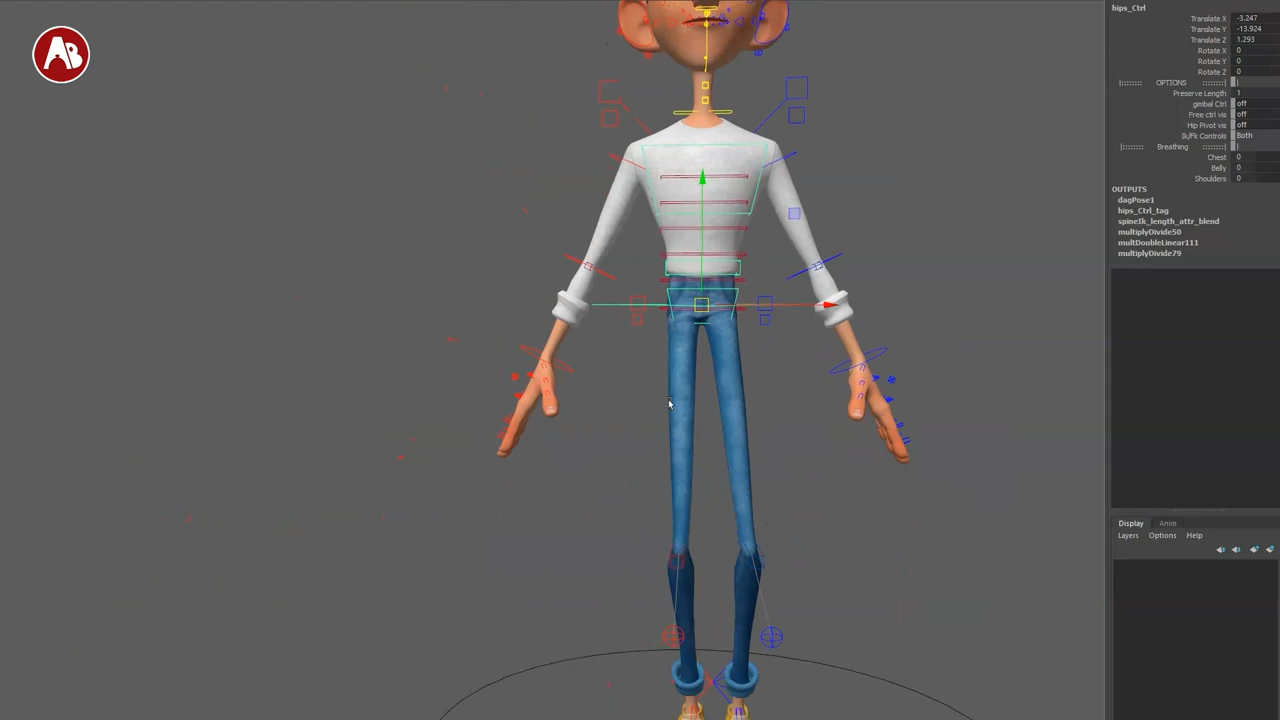 AB
hips_Ctrl
Translate X -3.247
Translate Y -13.924
Translate Z 1.293
Rotate X 0
Rotate Y 0
Rotate Z 0
|:::::::: OPTIONS ::::::::|
Preserve Length 1
gimbal Ctrl off
Free ctrl vis off
Hip Pivot vis off
Ik/Fk Controls Both
|:::::::: Breathing ::::::::|
Chest 0
Belly 0
Shoulders 0
OUTPUTS
dagPose1
hips_Ctrl_tag
spineIk_length_attr_blend
multiplyDivide50
multDoubleLinear111
multiplyDivide79
Display Anim
Layers Options Help